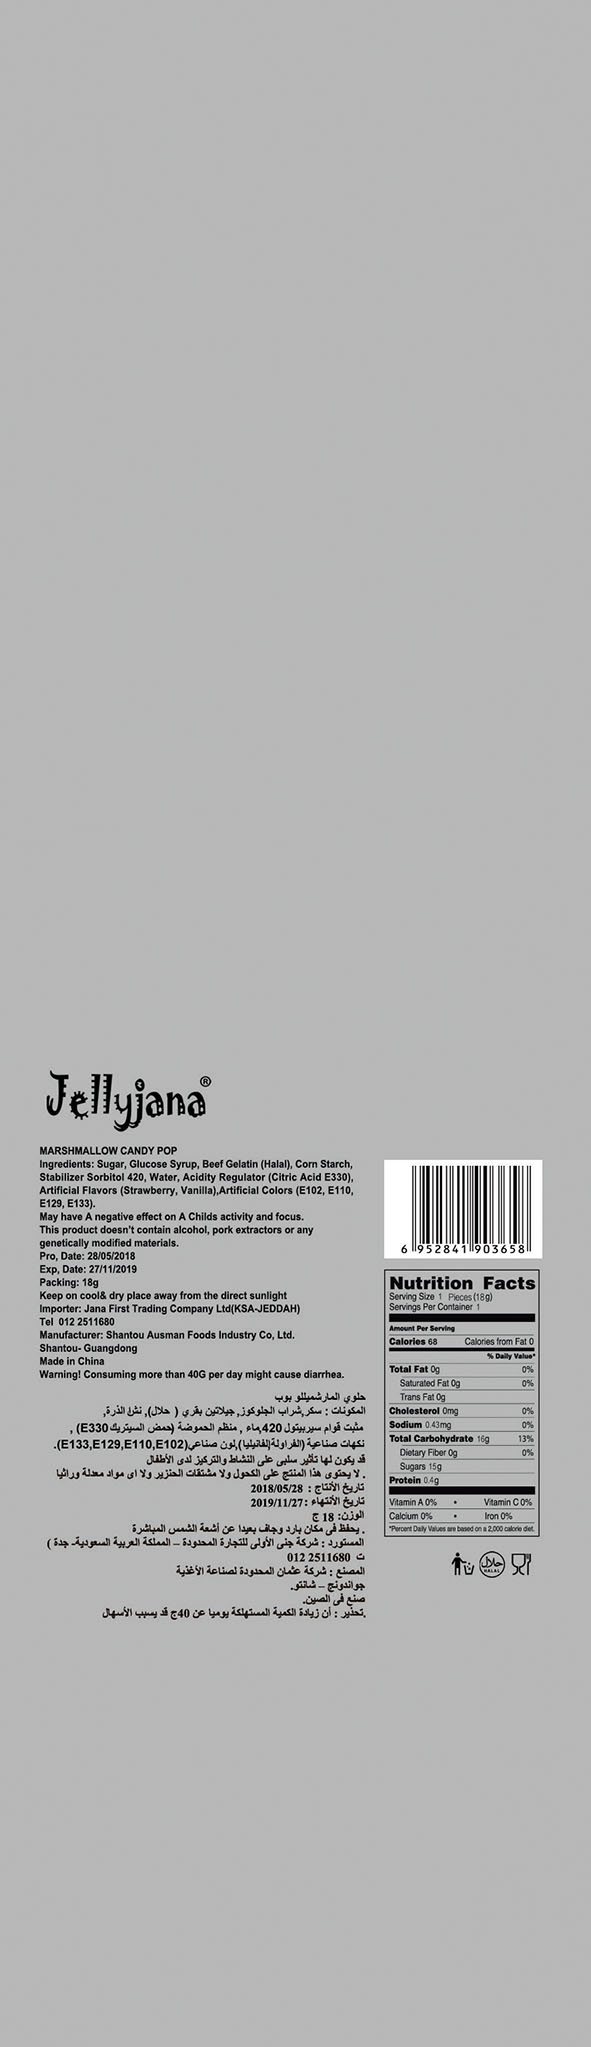 Jellyjana®
MARSHMALLOW CANDY POP
Ingredients: Sugar, Glucose Syrup, Beef Gelatin (Halal), Corn Starch,
Stabilizer Sorbitol 420, Water, Acidity Regulator (Citric Acid E330),
Artificial Flavors (Strawberry, Vanilla),Artificial Colors (E102, E110,
E129, E133).
May have A negative effect on A Childs activity and focus.
This product doesn't contain alcohol, pork extractors or any
genetically modified materials.
Pro, Date: 28/05/2018
Exp, Date: 27/11/2019
Packing: 18g
Keep on cool& dry place away from the direct sunlight
Importer: Jana First Trading Company Ltd(KSA-JEDDAH)
Tel 012 2511680
Manufacturer: Shantou Ausman Foods Industry Co, Ltd.
Shantou- Guangdong
Made in China
Warning! Consuming more than 40G per day might cause diarrhea.
حلوي المارشميللو بوب
المكونات : سكر,شراب الجلوكوز, جيلاتين بقري ( حلال), نشا الذرة,
مثبت قوام سيربيتول 420,ماء , منظم الحموضة (حمض السيتريك E330) ,
نكهات صناعية (الفراولة,الفانيليا),لون صناعي(E133,E129,E110,E102).
قد يكون لها تأثير سلبى على النشاط والتركيز لدى الأطفال
. لا يحتوى هذا المنتج على الكحول ولا مشتقات الخنزير ولا اى مواد معدلة وراثيا
تاريخ الأنتاج : 2018/05/28
تاريخ الأنتهاء :2019/11/27
الوزن: 18 ج
. يحفظ فى مكان بارد وجاف بعيدا عن أشعة الشمس المباشرة
المستورد : شركة جنى الأولى للتجارة المحدودة – المملكة العربية السعودية- جدة )
ت 2511680 012
المصنع : شركة عثمان المحدودة لصناعة الأغذية
جواندونج – شانتو.
صنع فى الصين.
.تحذير : أن زيادة الكمية المستهلكة يوميا عن 40ج قد يسبب الأسهال
6 952841 903658
Nutrition Facts
Serving Size 1 Pieces (18g)
Servings Per Container 1
Amount Per Serving
Calories 68 Calories from Fat 0
% Daily Value*
Total Fat 0g 0%
Saturated Fat 0g 0%
Trans Fat 0g
Cholesterol 0mg 0%
Sodium 0.43mg 0%
Total Carbohydrate 16g 13%
Dietary Fiber 0g 0%
Sugars 15g
Protein 0.4g
Vitamin A 0% • Vitamin C 0%
Calcium 0% • Iron 0%
*Percent Daily Values are based on a 2,000 calorie diet.
حلال
HALAL